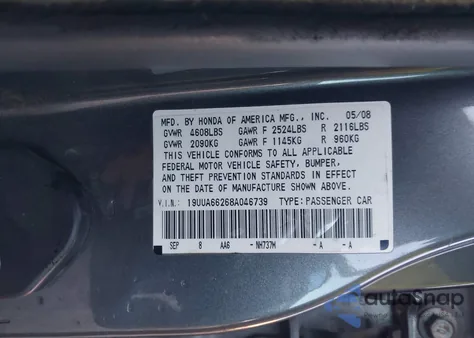 MFD. BY HONDA OF AMERICA MFG., INC. 05/08
GVWR 4608LBS GAWR F 2524LBS R 2116LBS
GVWR 2090KG GAWR F 1145KG R 960KG
THIS VEHICLE CONFORMS TO ALL APPLICABLE
FEDERAL MOTOR VEHICLE SAFETY, BUMPER,
AND THEFT PREVENTION STANDARDS IN EFFECT
ON THE DATE OF MANUFACTURE SHOWN ABOVE.
V.I.N.: 19UUA66268A046739 TYPE: PASSENGER CAR
SEP 8 AA6 - NH737M - A - A
autoSnap